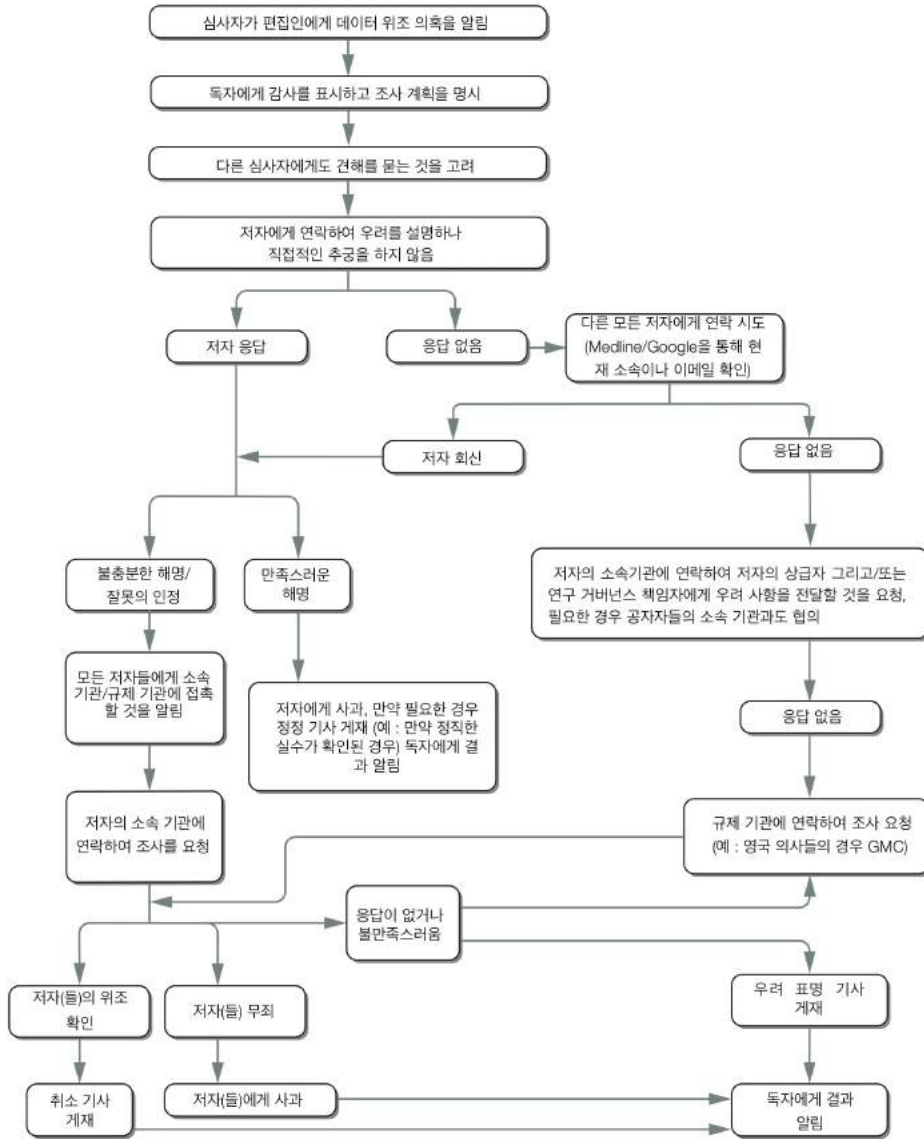 심사자가 편집인에게 데이터 위조 의혹을 알림
독자에게 감사를 표시하고 조사 계획을 명시
다른 심사자에게도 견해를 묻는 것을 고려
저자에게 연락하여 우려를 설명하나
직접적인 추궁을 하지 않음
저자 응답
응답 없음
다른 모든 저자에게 연락 시도
(Medline/Google을 통해 현
재 소속이나 이메일 확인)
저자 회신
응답 없음
불충분한 해명/
잘못의 인정
만족스러운
해명
저자의 소속기관에 연락하여 저자의 상급자 그리고/또는
연구 거버넌스 책임자에게 우려 사항을 전달할 것을 요청,
필요한 경우 공자자들의 소속 기관과도 협의
모든 저자들에게 소속
기관/규제 기관에 접촉
할 것을 알림
저자에게 사과, 만약 필요한 경우
정정 기사 게재 (예 : 만약 정직한
실수가 확인된 경우) 독자에게 결
과 알림
응답 없음
저자의 소속 기관에
연락하여 조사를 요청
규제 기관에 연락하여 조사 요청
(예 : 영국 의사들의 경우 GMC)
응답이 없거나
불만족스러움
저자(들)의 위조
확인
저자(들) 무죄
우려 표명 기사
게재
취소 기사
게재
저자(들)에게 사과
독자에게 결과
알림